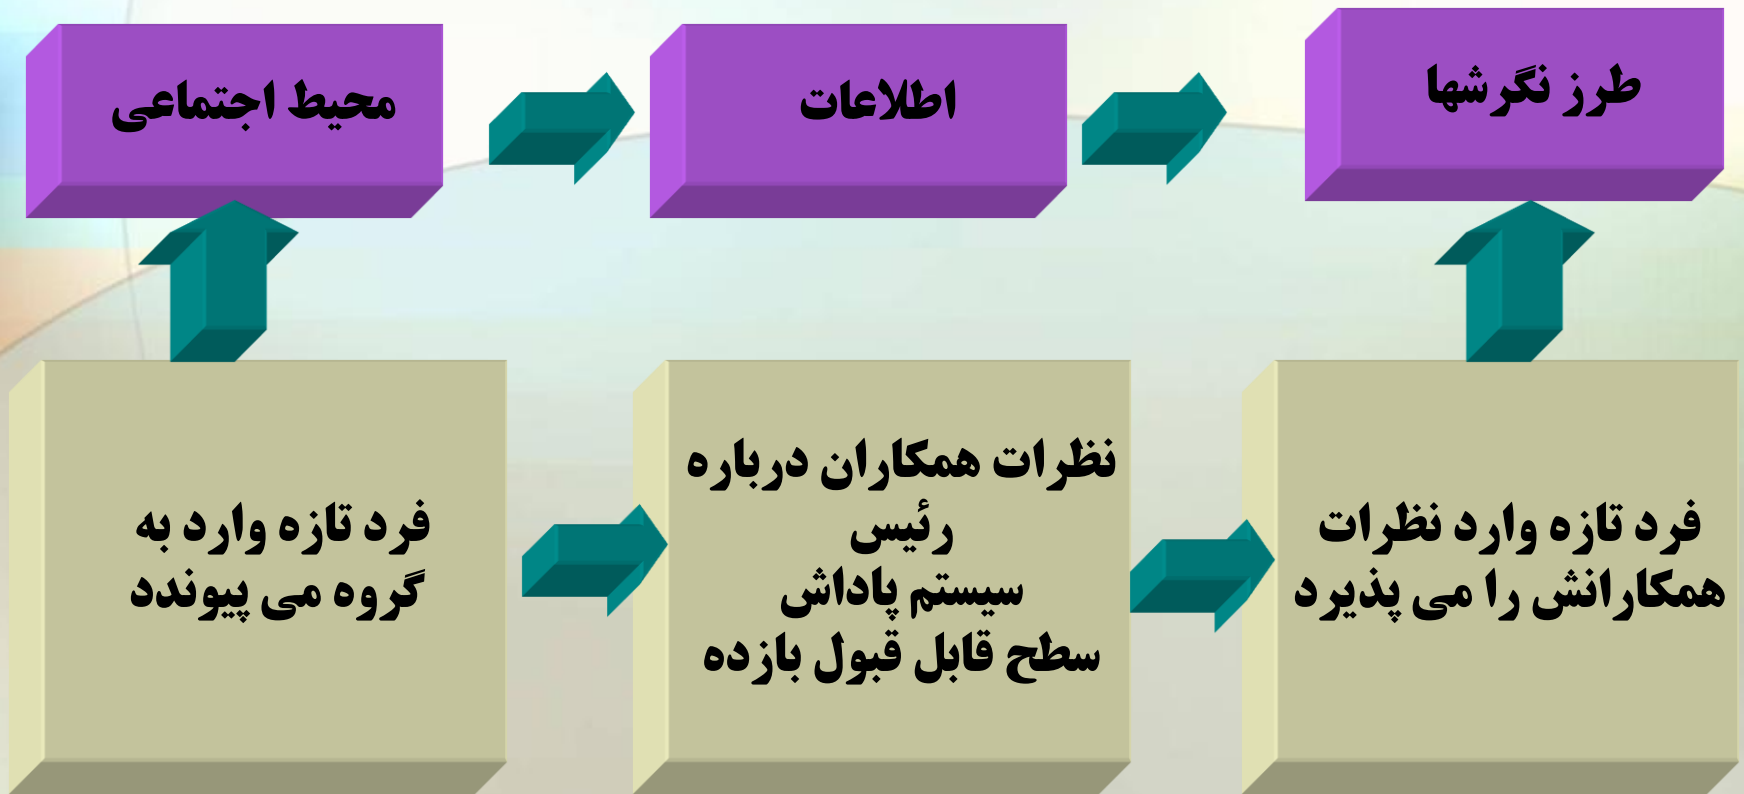 محیط اجتماعی
اطلاعات
طرز نگرشها
فرد تازه وارد به
گروه می پیوندد
نظرات همکاران درباره
رئیس
سیستم پاداش
سطح قابل قبول بازده
فرد تازه وارد نظرات
همکارانش را می پذیرد